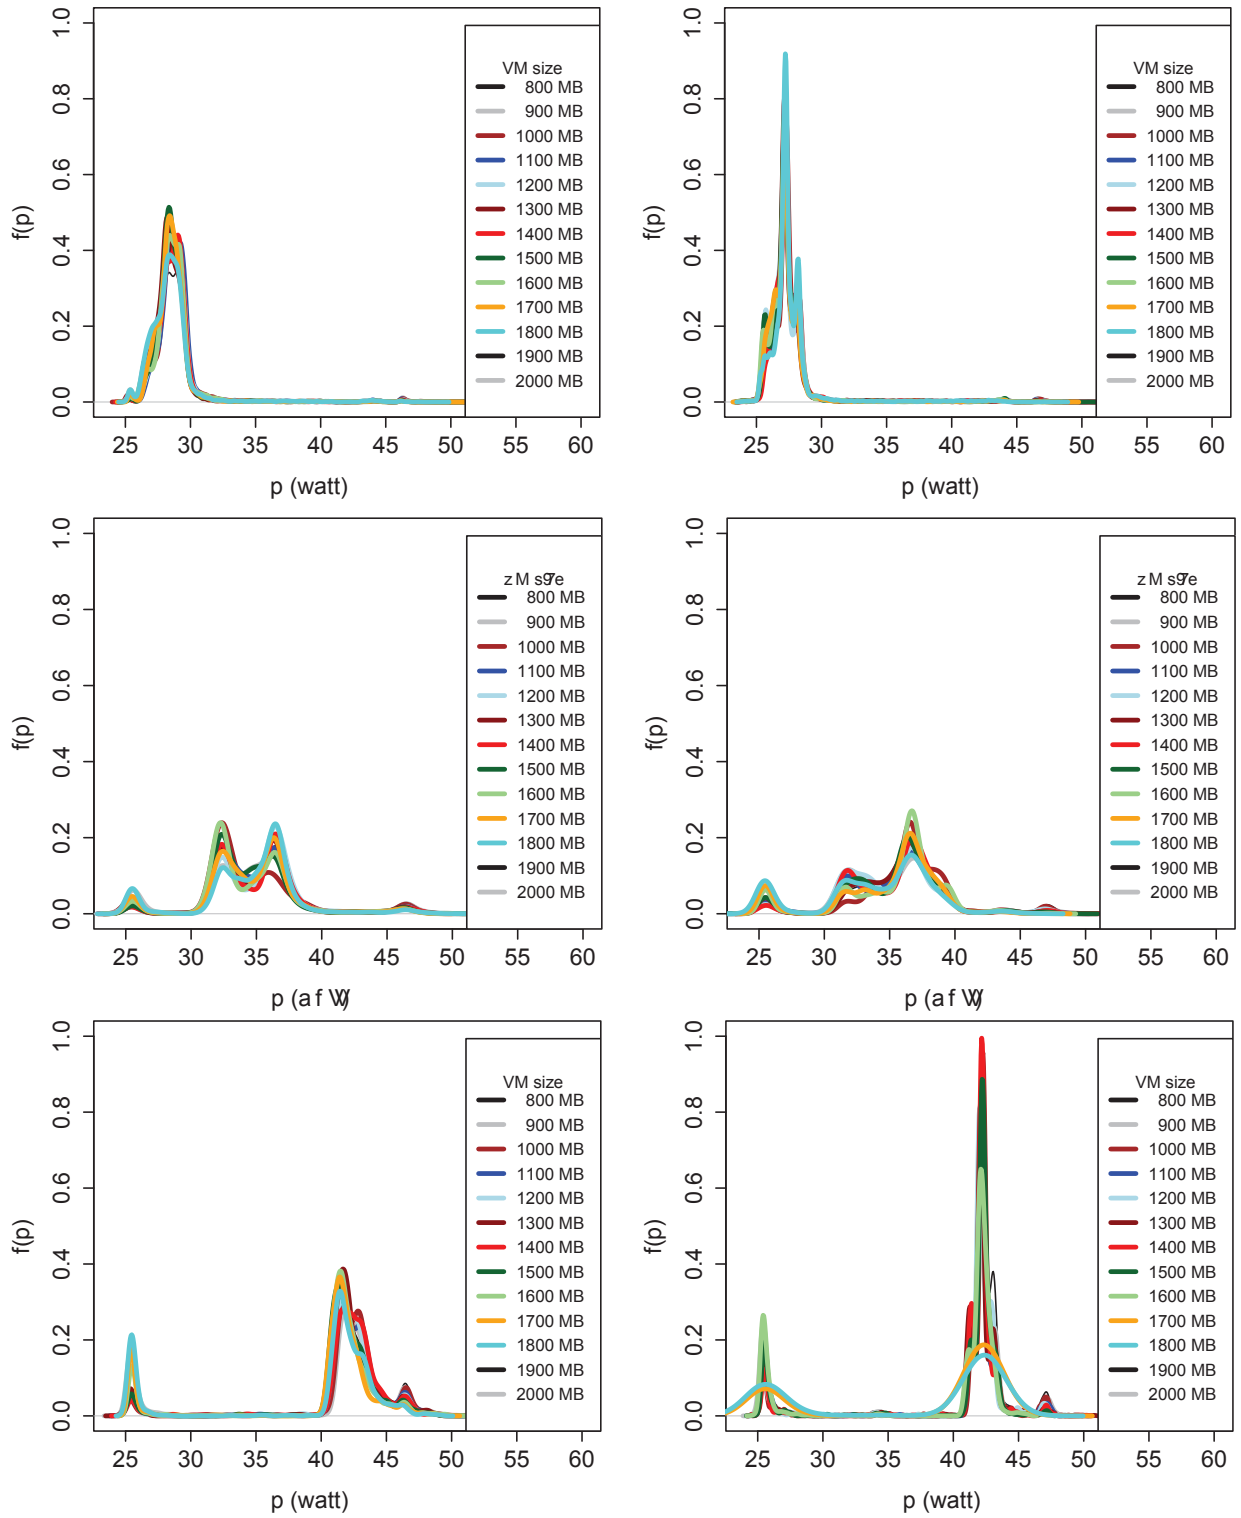 1.0
0.8
0.6
0.4
0.2
0.0
f(p)
25 30 35 40 45 50 55 60
p (watt)
VM size
800 MB
900 MB
1000 MB
1100 MB
1200 MB
1300 MB
1400 MB
1500 MB
1600 MB
1700 MB
1800 MB
1900 MB
2000 MB
1.0
0.8
0.6
0.4
0.2
0.0
f(p)
25 30 35 40 45 50 55 60
p (watt)
VM size
800 MB
900 MB
1000 MB
1100 MB
1200 MB
1300 MB
1400 MB
1500 MB
1600 MB
1700 MB
1800 MB
1900 MB
2000 MB
1.0
0.8
0.6
0.4
0.2
0.0
f(p)
25 30 35 40 45 50 55 60
p
z M
800 MB
900 MB
1000 MB
1100 MB
1200 MB
1300 MB
1400 MB
1500 MB
1600 MB
1700 MB
1800 MB
1900 MB
2000 MB
1.0
0.8
0.6
0.4
0.2
0.0
f(p)
25 30 35 40 45 50 55 60
p
z M
800 MB
900 MB
1000 MB
1100 MB
1200 MB
1300 MB
1400 MB
1500 MB
1600 MB
1700 MB
1800 MB
1900 MB
2000 MB
1.0
0.8
0.6
0.4
0.2
0.0
f(p)
25 30 35 40 45 50 55 60
p (watt)
VM size
800 MB
900 MB
1000 MB
1100 MB
1200 MB
1300 MB
1400 MB
1500 MB
1600 MB
1700 MB
1800 MB
1900 MB
2000 MB
1.0
0.8
0.6
0.4
0.2
0.0
f(p)
25 30 35 40 45 50 55 60
p (watt)
VM size
800 MB
900 MB
1000 MB
1100 MB
1200 MB
1300 MB
1400 MB
1500 MB
1600 MB
1700 MB
1800 MB
1900 MB
2000 MB